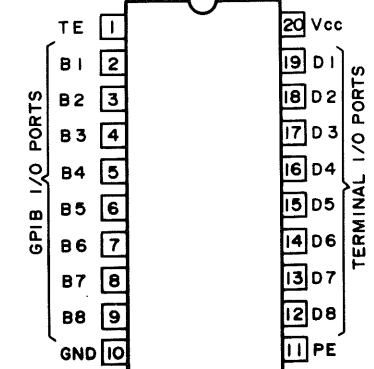 TE 1 20 Vcc
B1 2 19 D1
B2 3 18 D2
B3 4 17 D3
B4 5 16 D4
B5 6 15 D5
B6 7 14 D6
B7 8 13 D7
B8 9 12 D8
GND 10 11 PE
GPIB I/O PORTS
TERMINAL I/O PORTS